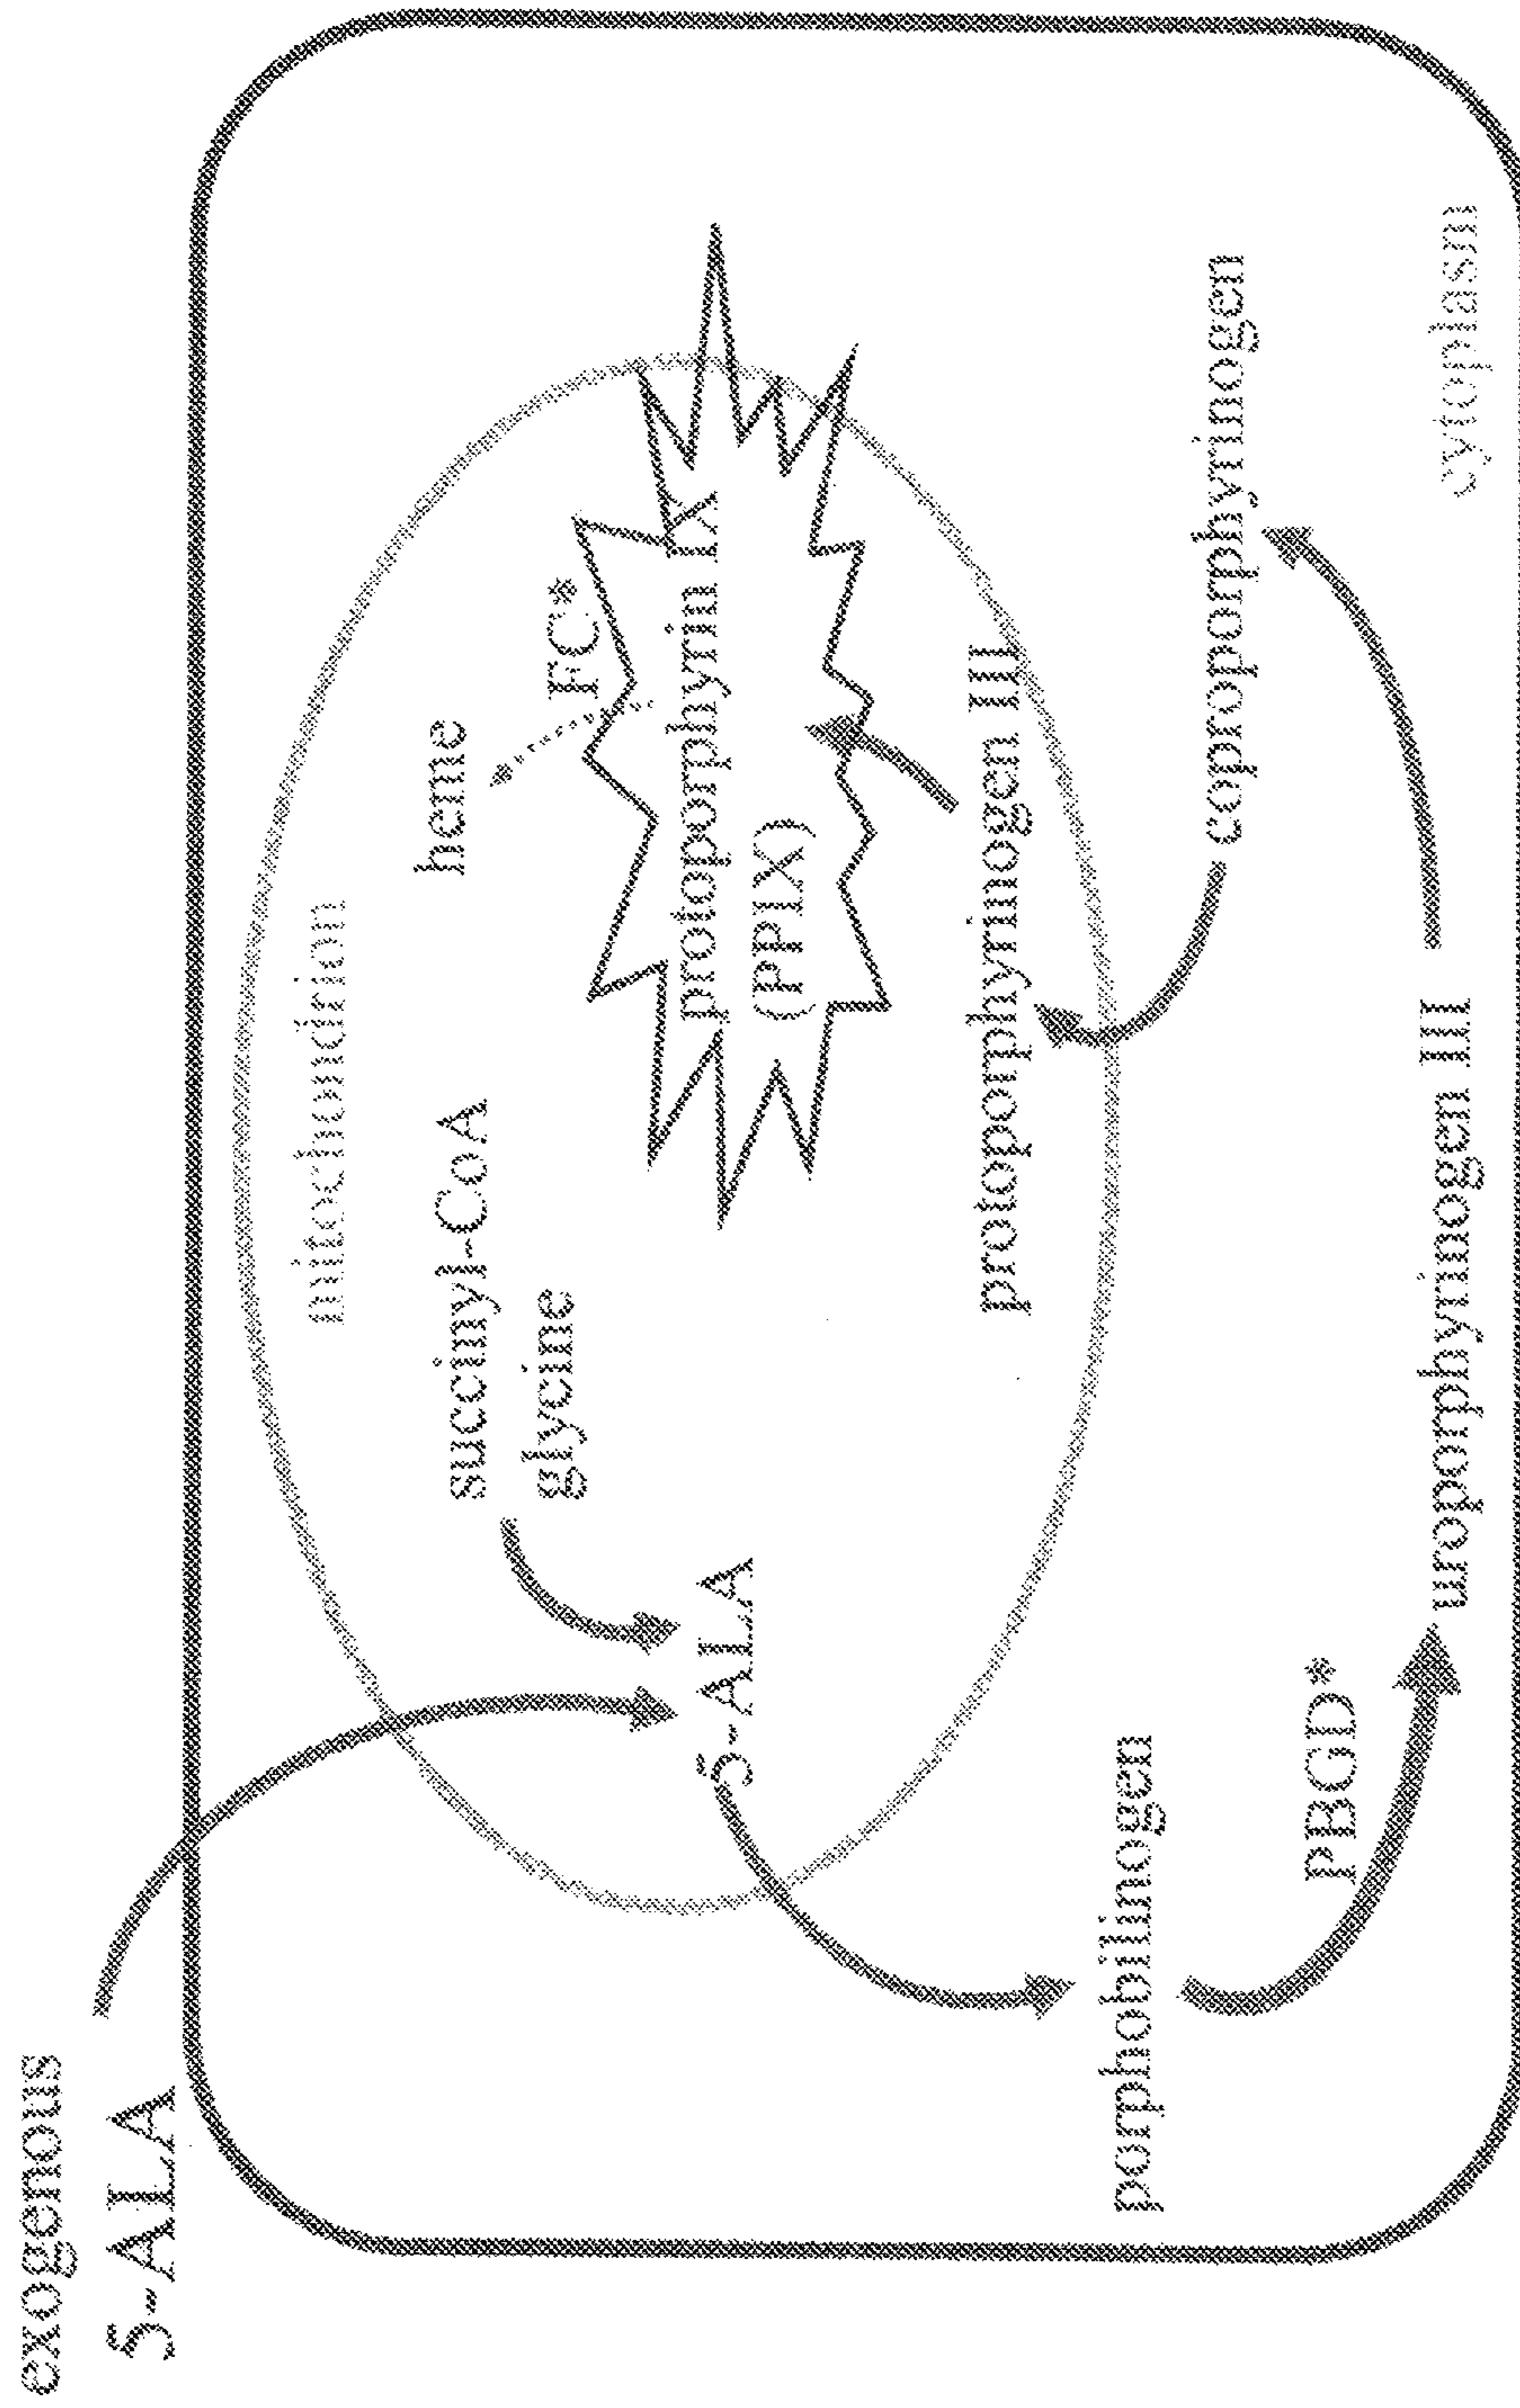 exogenous
5-ALA
mitochondrion
succinyl-CoA
glycine
heme
FC*
5-ALA
protoporphyrin IX
(PPIX)
protoporphyrinogen III
porphobilinogen
coproporphyrinogen
PBGD*
uroporphyrinogen III
cytoplasm